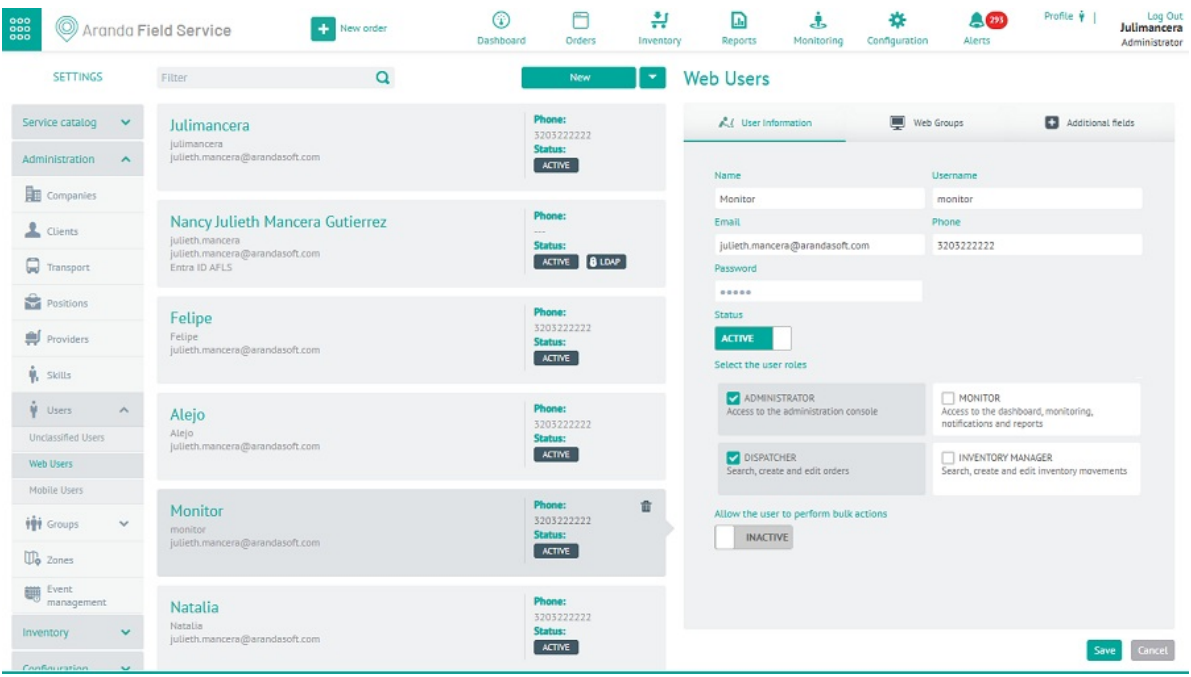 Aranda Field Service
New order
Dashboard
Orders
Inventory
Reports
Monitoring
Configuration
293
Alerts
Profile
|
Log Out
Julimancera
Administrator
SETTINGS
Service catalog
Administration
Companies
Clients
Transport
Positions
Providers
Skills
Users
Unclassified Users
Web Users
Mobile Users
Groups
Zones
Event
management
Inventory
Configuration
Filter
New
Julimancera
julimancera
julieth.mancera@arandasoft.com
Phone:
3203222222
Status:
ACTIVE
Nancy Julieth Mancera Gutierrez
julieth.mancera
julieth.mancera@arandasoft.com
Entra ID AFLS
Phone:
---
Status:
ACTIVE LDAP
Felipe
Felipe
julieth.mancera@arandasoft.com
Phone:
3203222222
Status:
ACTIVE
Alejo
Alejo
julieth.mancera@arandasoft.com
Phone:
3203222222
Status:
ACTIVE
Monitor
monitor
julieth.mancera@arandasoft.com
Phone:
3203222222
Status:
ACTIVE
Natalia
Natalia
julieth.mancera@arandasoft.com
Phone:
3203222222
Status:
ACTIVE
Web Users
User Information
Web Groups
Additional fields
Name
Monitor
Username
monitor
Email
julieth.mancera@arandasoft.com
Phone
3203222222
Password
•••••
Status
ACTIVE
Select the user roles
ADMINISTRATOR
Access to the administration console
MONITOR
Access to the dashboard, monitoring,
notifications and reports
DISPATCHER
Search, create and edit orders
INVENTORY MANAGER
Search, create and edit inventory movements
Allow the user to perform bulk actions
INACTIVE
Save
Cancel